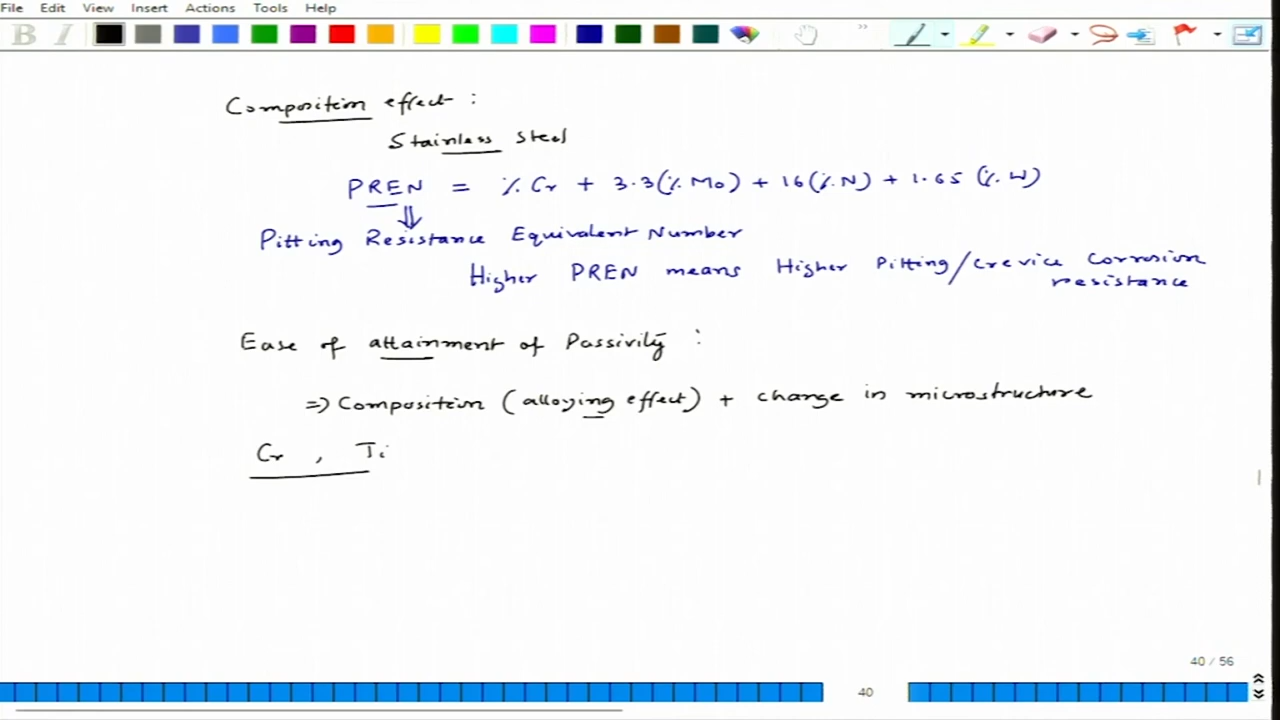 File Edit View Insert Actions Tools Help
B I
Composition effect :
Stainless Steel
PREN = % Cr + 3.3(% Mo) + 16(% N) + 1.65 (% W)
Pitting Resistance Equivalent Number
Higher PREN means Higher Pitting/crevice corrosion
resistance
Ease of attainment of Passivity :
=> Composition (alloying effect) + change in microstructure
Cr , Ti
40 / 56
40